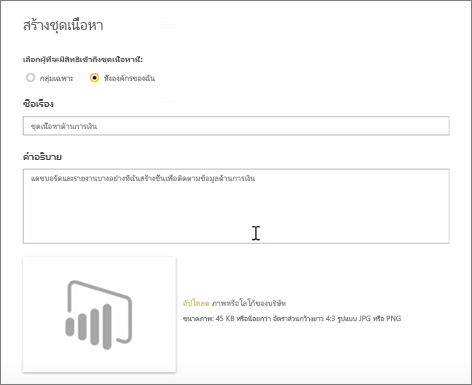 สร้างชุดเนื้อหา
เลือกผู้ที่จะมีสิทธิเข้าถึงชุดเนื้อหานี้:
กลุ่มเฉพาะ
ทั้งองค์กรของฉัน
ชื่อเรื่อง
ชุดเนื้อหาด้านการเงิน
คำอธิบาย
แดชบอร์ดและรายงานบางอย่างที่ฉันสร้างขึ้นเพื่อติดตามข้อมูลด้านการเงิน
อัปโหลด ภาพหรือโลโก้ของบริษัท
ขนาดภาพ: 45 KB หรือน้อยกว่า อัตราส่วนกว้างยาว 4:3 รูปแบบ JPG หรือ PNG